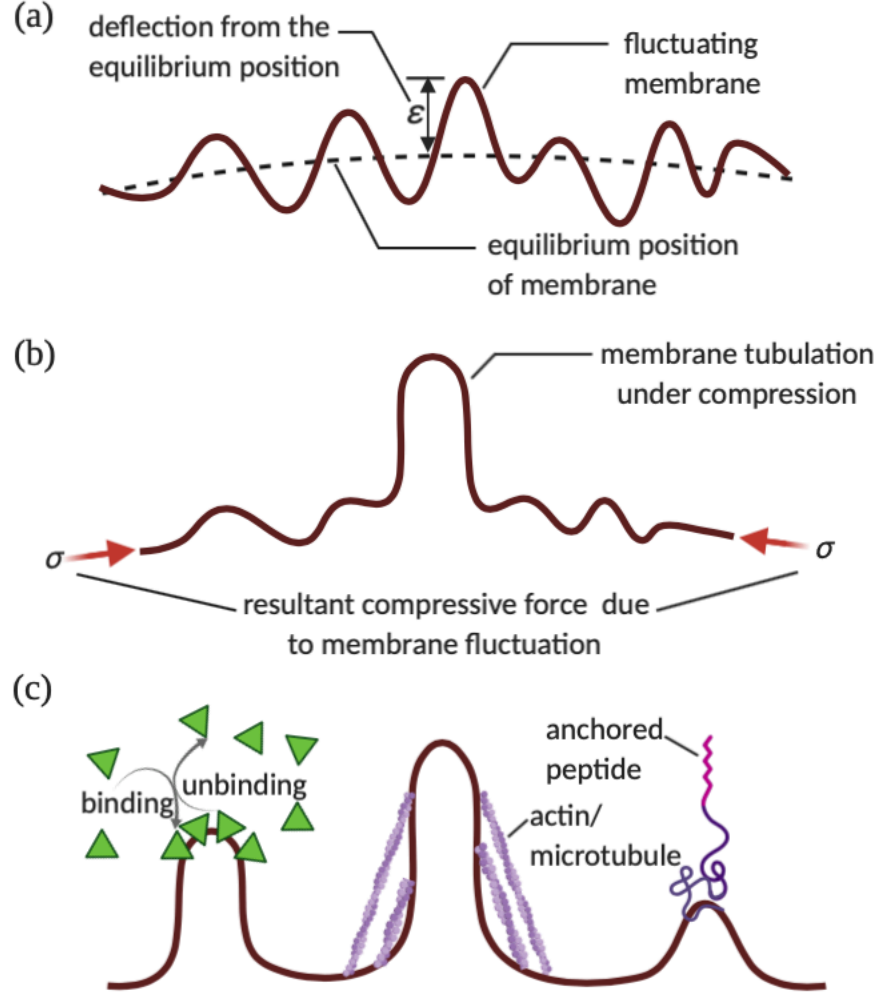 (a)
deflection from the
equilibrium position
fluctuating
membrane
ε
equilibrium position
of membrane
(b)
membrane tubulation
under compression
σ
σ
resultant compressive force due
to membrane fluctuation
(c)
binding
unbinding
actin/
microtubule
anchored
peptide